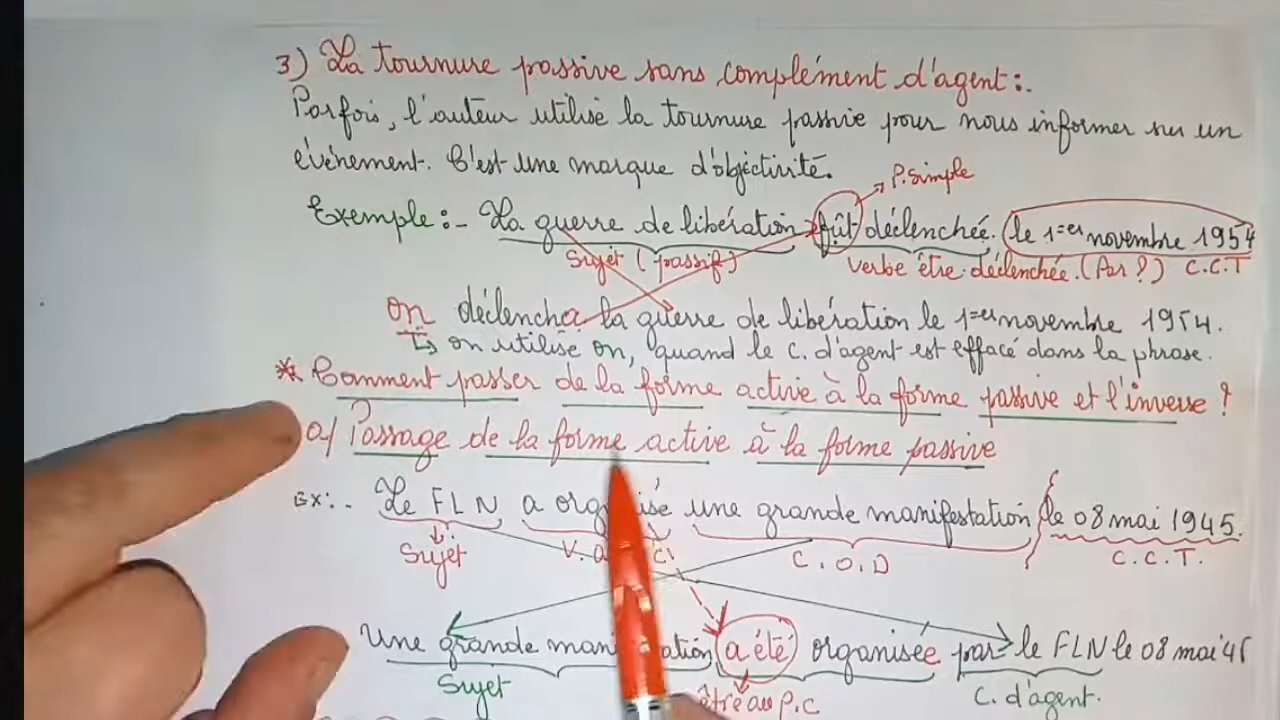 3) La tournure passive sans complément d'agent:.
Parfois, l'auteur utilise la tournure passive pour nous informer sur un
événement. C'est une marque d'objectivité.
P. simple
Exemple:- La guerre de libération fût déclenchée. le 1er novembre 1954
Sujet (passif) verbe être déclenchée. (Par?) C.C.T
on déclencha la guerre de libération le 1er novembre 1954.
↳ on utilise on, quand le C. d'agent est effacé dans la phrase.
* Comment passer de la forme active à la forme passive et l'inverse ?
a/ Passage de la forme active à la forme passive
Ex:. Le FLN a organisé une grande manifestation le 08 mai 1945.
Sujet C.O.D C.C.T.
Une grande manifestation a été organisée par le FLN le 08 mai 45
Sujet être au P.C C. d'agent.